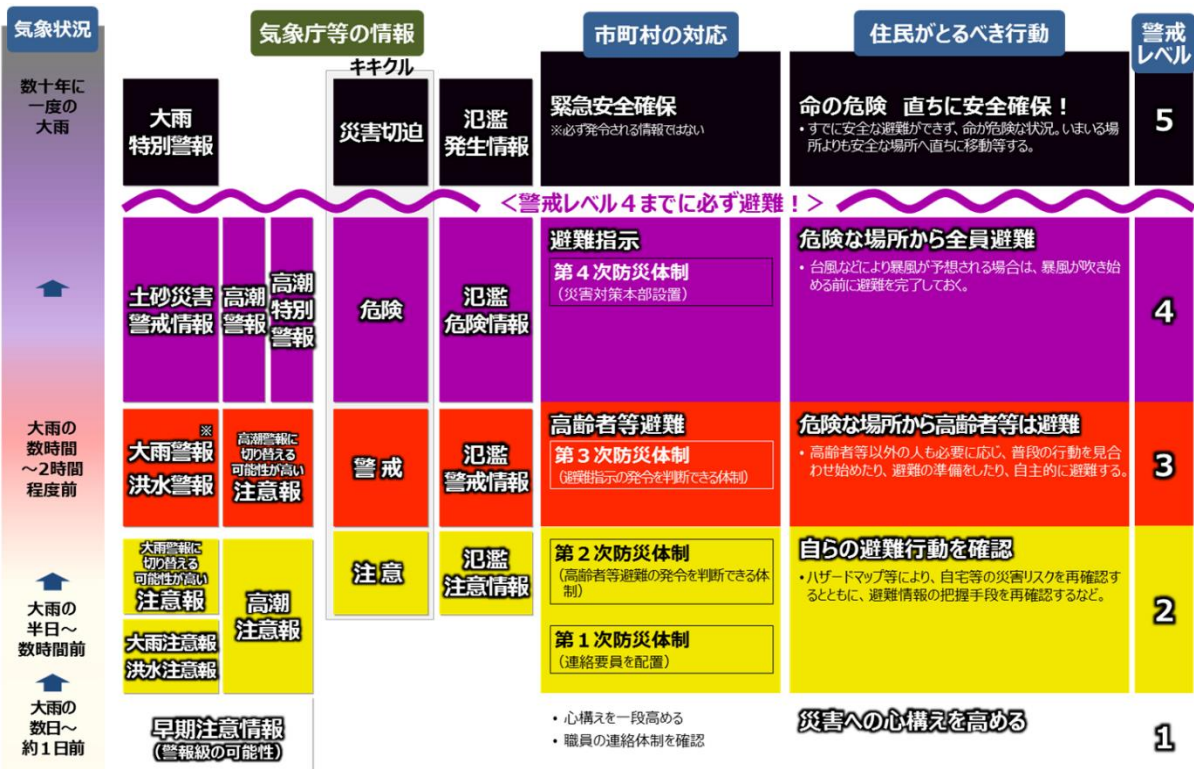 気象状況
気象庁等の情報
市町村の対応
住民がとるべき行動
警戒
レベル
キキクル
数十年に
一度の
大雨
大雨
特別警報
災害切迫
氾濫
発生情報
緊急安全確保
※必ず発令される情報ではない
命の危険 直ちに安全確保！
・すでに安全な避難ができず、命が危険な状況。いまいる場
所よりも安全な場所へ直ちに移動等する。
5
＜警戒レベル４までに必ず避難！＞
土砂災害
警戒情報
高潮
警報
高潮
特別
警報
危険
氾濫
危険情報
避難指示
第４次防災体制
（災害対策本部設置）
危険な場所から全員避難
・台風などにより暴風が予想される場合は、暴風が吹き始
める前に避難を完了しておく。
4
大雨の
数時間
～2時間
程度前
※
大雨警報
洪水警報
高潮警報に
切り替える
可能性が高い
注意報
警戒
氾濫
警戒情報
高齢者等避難
第３次防災体制
（避難指示の発令を判断できる体制）
危険な場所から高齢者等は避難
・高齢者等以外の人も必要に応じ、普段の行動を見合
わせ始めたり、避難の準備をしたり、自主的に避難する。
3
大雨の
半日～
数時間前
大雨警報に
切り替える
可能性が高い
注意報
大雨注意報
洪水注意報
高潮
注意報
注意
氾濫
注意情報
第２次防災体制
（高齢者等避難の発令を判断できる体
制）
第１次防災体制
（連絡要員を配置）
自らの避難行動を確認
・ハザードマップ等により、自宅等の災害リスクを再確認す
るとともに、避難情報の把握手段を再確認するなど。
2
大雨の
数日～
約１日前
早期注意情報
（警報級の可能性）
・心構えを一段高める
・職員の連絡体制を確認
災害への心構えを高める
1